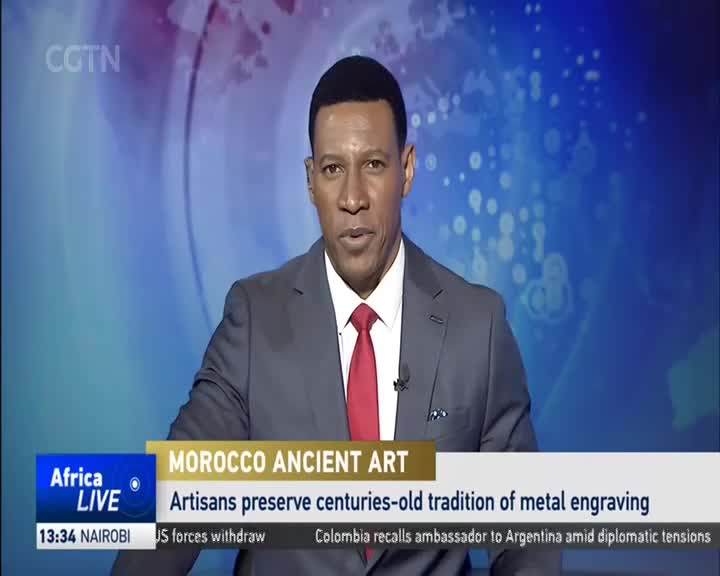 CGTN
MOROCCO ANCIENT ART
Africa
LIVE
Artisans preserve centuries-old tradition of metal engraving
13:34 NAIROBI
US forces withdraw
Colombia recalls ambassador to Argentina amid diplomatic tensions